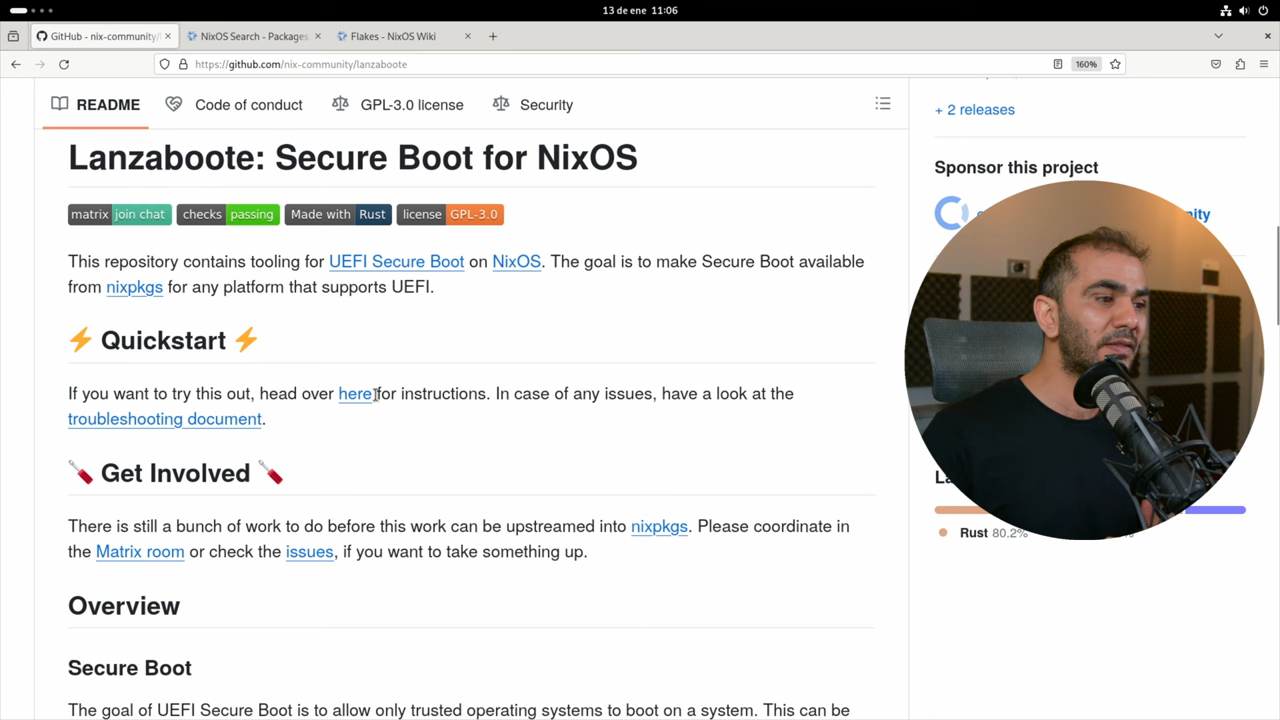 13 de ene 11:06
GitHub - nix-community/
NixOS Search - Packages
Flakes - NixOS Wiki
https://github.com/nix-community/lanzaboote
160%
README
Code of conduct
GPL-3.0 license
Security
+ 2 releases
Lanzaboote: Secure Boot for NixOS
Sponsor this project
matrix join chat checks passing Made with Rust license GPL-3.0
This repository contains tooling for UEFI Secure Boot on NixOS. The goal is to make Secure Boot available
from nixpkgs for any platform that supports UEFI.
⚡ Quickstart ⚡
If you want to try this out, head over here for instructions. In case of any issues, have a look at the
troubleshooting document.
Get Involved
There is still a bunch of work to do before this work can be upstreamed into nixpkgs. Please coordinate in
the Matrix room or check the issues, if you want to take something up.
Rust 80.2%
Overview
Secure Boot
The goal of UEFI Secure Boot is to allow only trusted operating systems to boot on a system. This can be